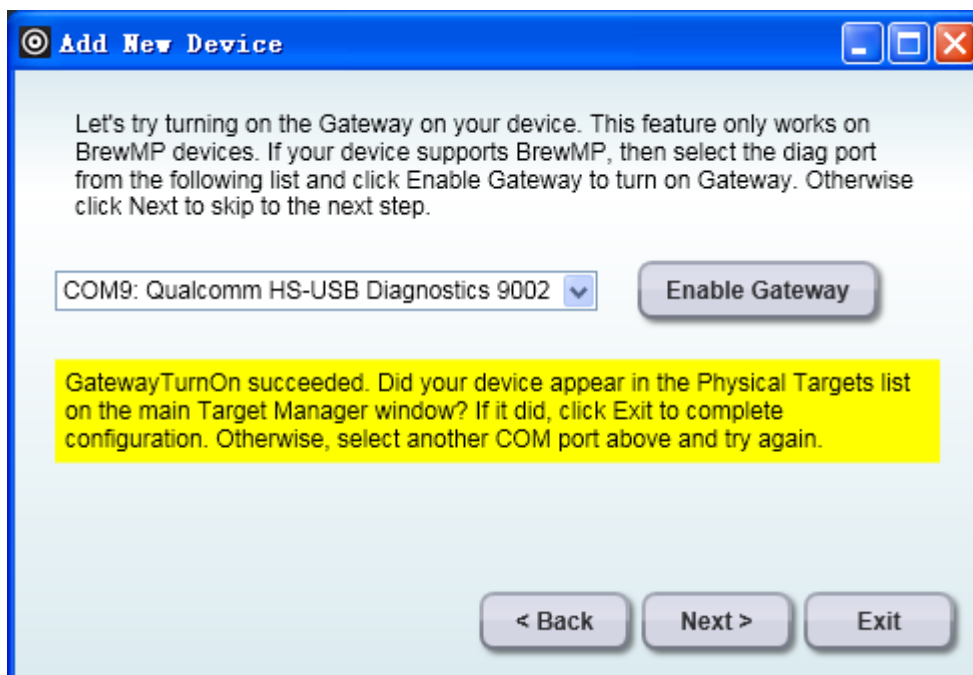 Add New Device
Let's try turning on the Gateway on your device. This feature only works on
BrewMP devices. If your device supports BrewMP, then select the diag port
from the following list and click Enable Gateway to turn on Gateway. Otherwise
click Next to skip to the next step.
COM9: Qualcomm HS-USB Diagnostics 9002
Enable Gateway
GatewayTurnOn succeeded. Did your device appear in the Physical Targets list
on the main Target Manager window? If it did, click Exit to complete
configuration. Otherwise, select another COM port above and try again.
< Back
Next >
Exit